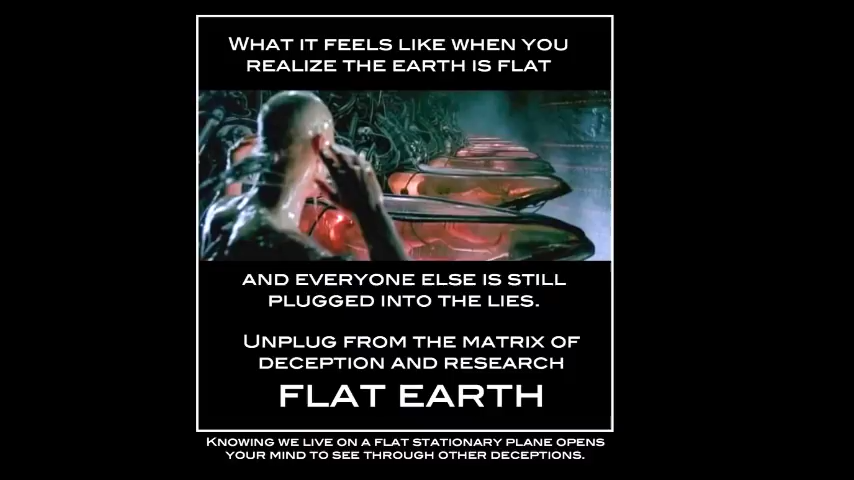 What it feels like when you
realize the earth is flat
and everyone else is still
plugged into the lies.
Unplug from the matrix of
deception and research
FLAT EARTH
Knowing we live on a flat stationary plane opens
your mind to see through other deceptions.